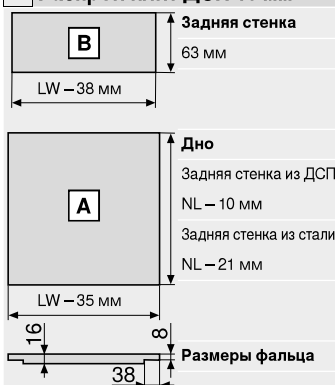 Задняя стенка
B
63 мм
LW – 38 мм
Дно
Задняя стенка из ДСП
A
NL – 10 мм
Задняя стенка из стали
NL – 21 мм
LW – 35 мм
16
8
Размеры фальца
38